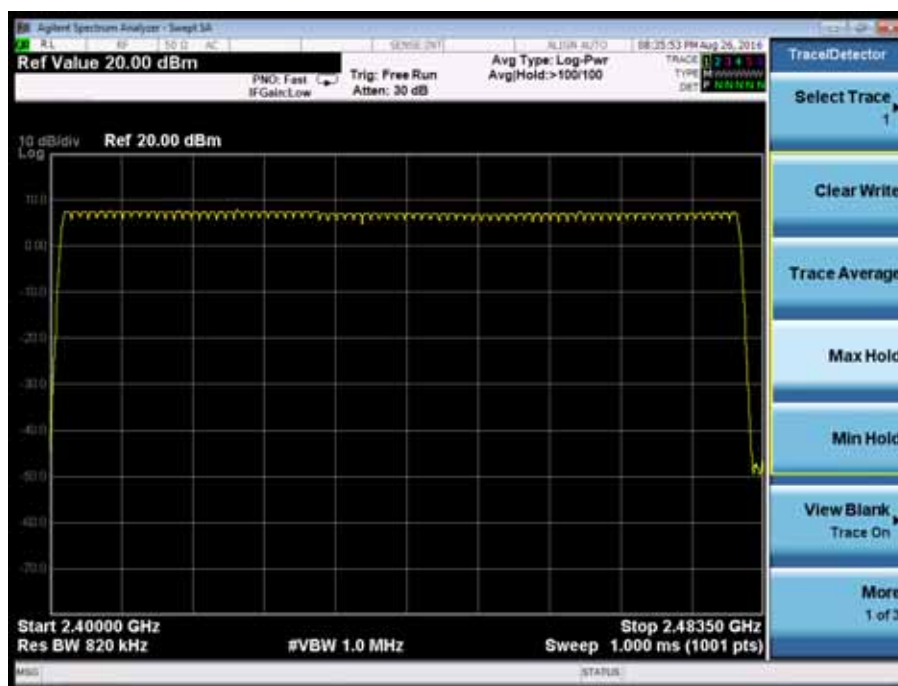 Agilent Spectrum Analyzer - Swept SA
RL RF 50 Ω AC SENSE:INT ALIGN AUTO 08:35:53 PM Aug 26, 2016
Ref Value 20.00 dBm
PNO: Fast
IFGain:Low
Trig: Free Run
Atten: 30 dB
Avg Type: Log-Pwr
Avg|Hold:>100/100
TRACE 1 2 3 4 5 6
TYPE M
DET P N N N N N
10 dB/div Ref 20.00 dBm
Log
10.0
0.00
-10.0
-20.0
-30.0
-40.0
-50.0
-60.0
-70.0
Start 2.40000 GHz Stop 2.48350 GHz
Res BW 820 kHz #VBW 1.0 MHz Sweep 1.000 ms (1001 pts)
MSG STATUS
Trace/Detector
Select Trace
1
Clear Write
Trace Average
Max Hold
Min Hold
View Blank
Trace On
More
1 of 3